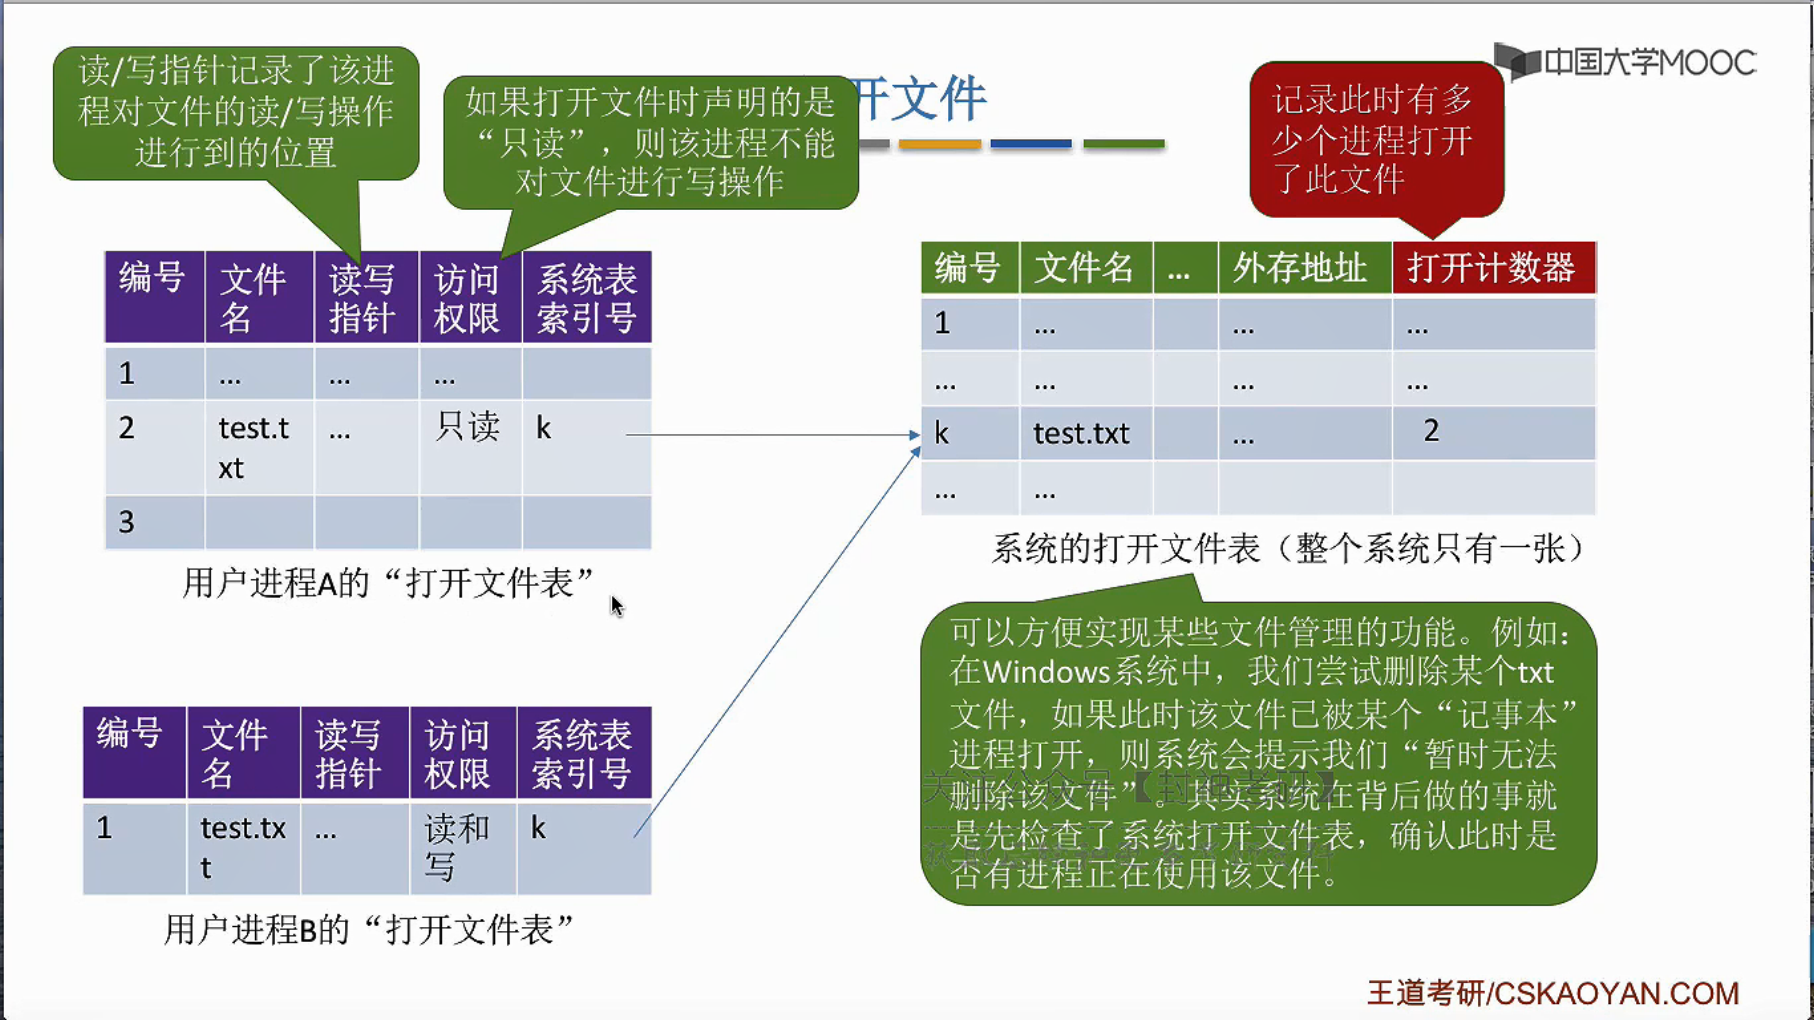 中国大学MOOC
开文件
读/写指针记录了该进
程对文件的读/写操作
进行到的位置
如果打开文件时声明的是
“只读”，则该进程不能
对文件进行写操作
记录此时有多
少个进程打开
了此文件
编号 文件名 读写指针 访问权限 系统表索引号
1 ... ... ...
2 test.txt ... 只读 k
3
用户进程A的“打开文件表”
编号 文件名 ... 外存地址 打开计数器
1 ... ... ...
... ... ... ...
k test.txt ... 2
... ...
系统的打开文件表（整个系统只有一张）
编号 文件名 读写指针 访问权限 系统表索引号
1 test.txt ... 读和写 k
用户进程B的“打开文件表”
可以方便实现某些文件管理的功能。例如：
在Windows系统中，我们尝试删除某个txt
文件，如果此时该文件已被某个“记事本”
进程打开，则系统会提示我们“暂时无法
删除该文件”。其实系统在背后做的事就
是先检查了系统打开文件表，确认此时是
否有进程正在使用该文件。
关注公众号【封神考研】
王道考研/CSKAOYAN.COM